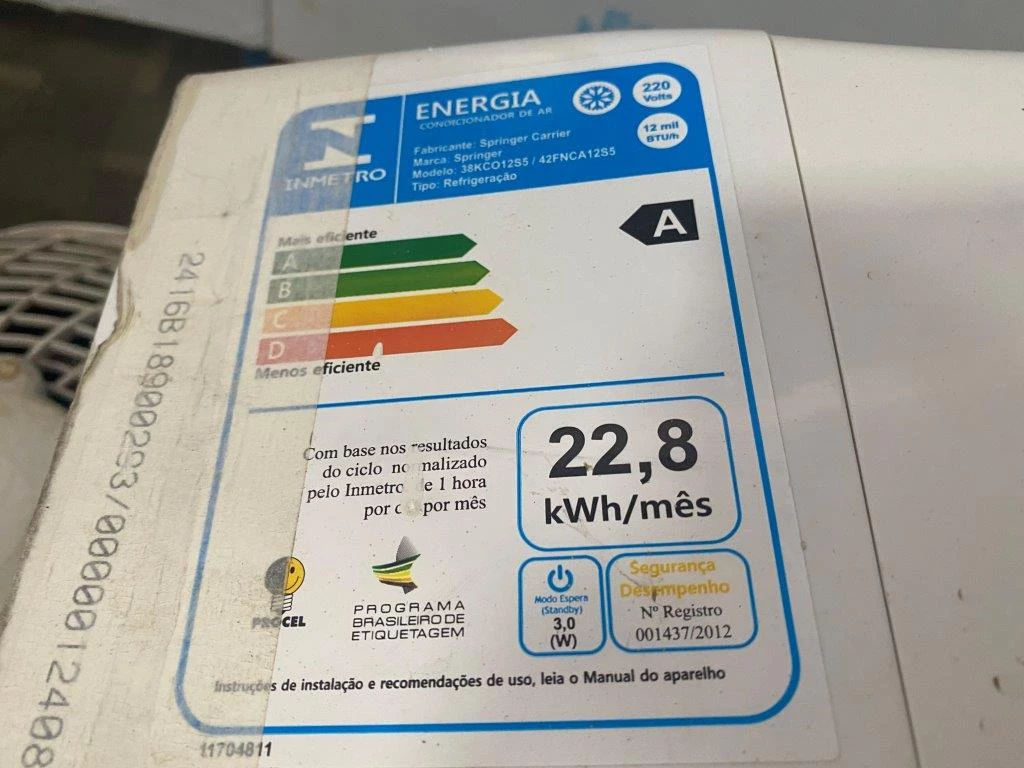 INMETRO
ENERGIA
CONDICIONADOR DE AR
220
Volts
12 mil
BTU/h
Fabricante: Springer Carrier
Marca: Springer
Modelo: 38KCO12S5 / 42FNCA12S5
Tipo: Refrigeração
Mais eficiente
A
A
B
C
D
Menos eficiente
Com base nos resultados
do ciclo normalizado
pelo Inmetro de 1 hora
por dia por mês
22,8
kWh/mês
PROCEL
PROGRAMA
BRASILEIRO DE
ETIQUETAGEM
Modo Espera
(Standby)
3,0
(W)
Segurança
Desempenho
Nº Registro
001437/2012
Instruções de instalação e recomendações de uso, leia o Manual do aparelho
11704811
2416B18900293/0000012408